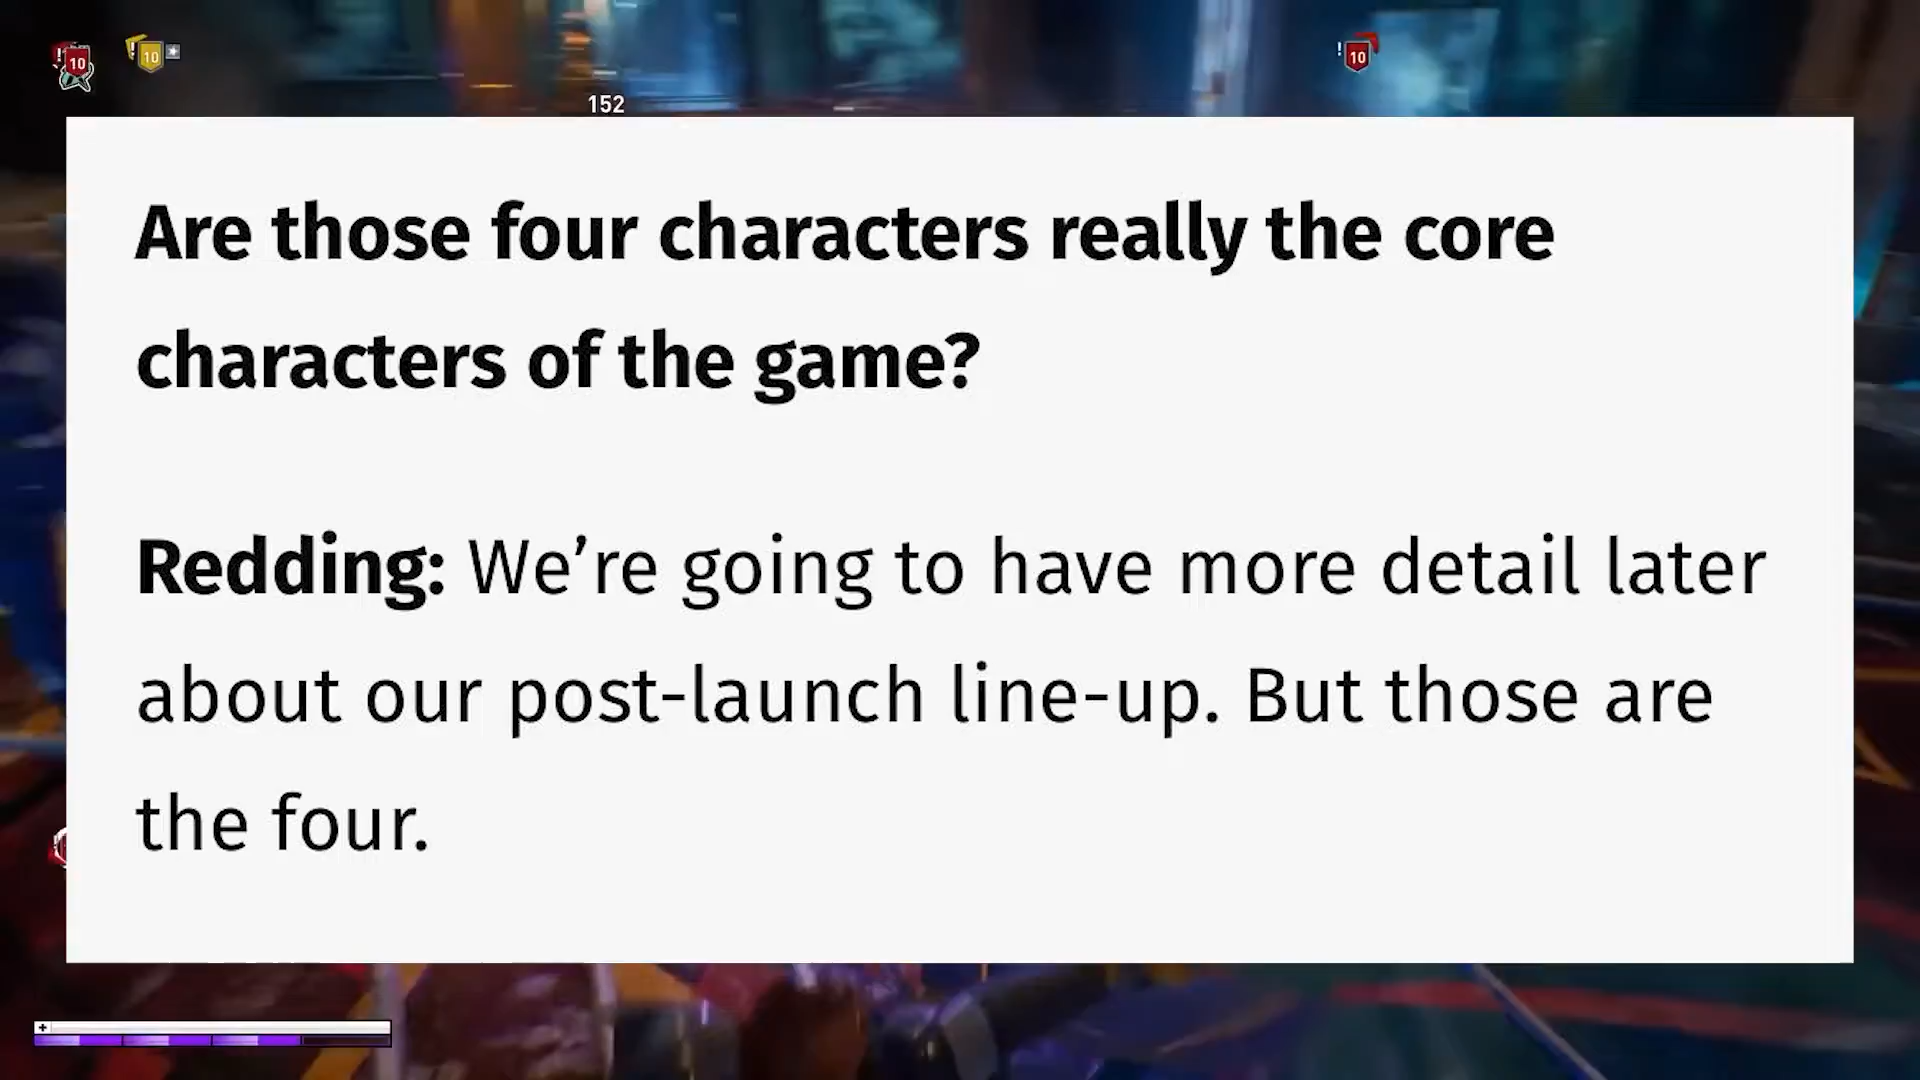 10
10
10
152
Are those four characters really the core
characters of the game?
Redding: We’re going to have more detail later
about our post-launch line-up. But those are
the four.